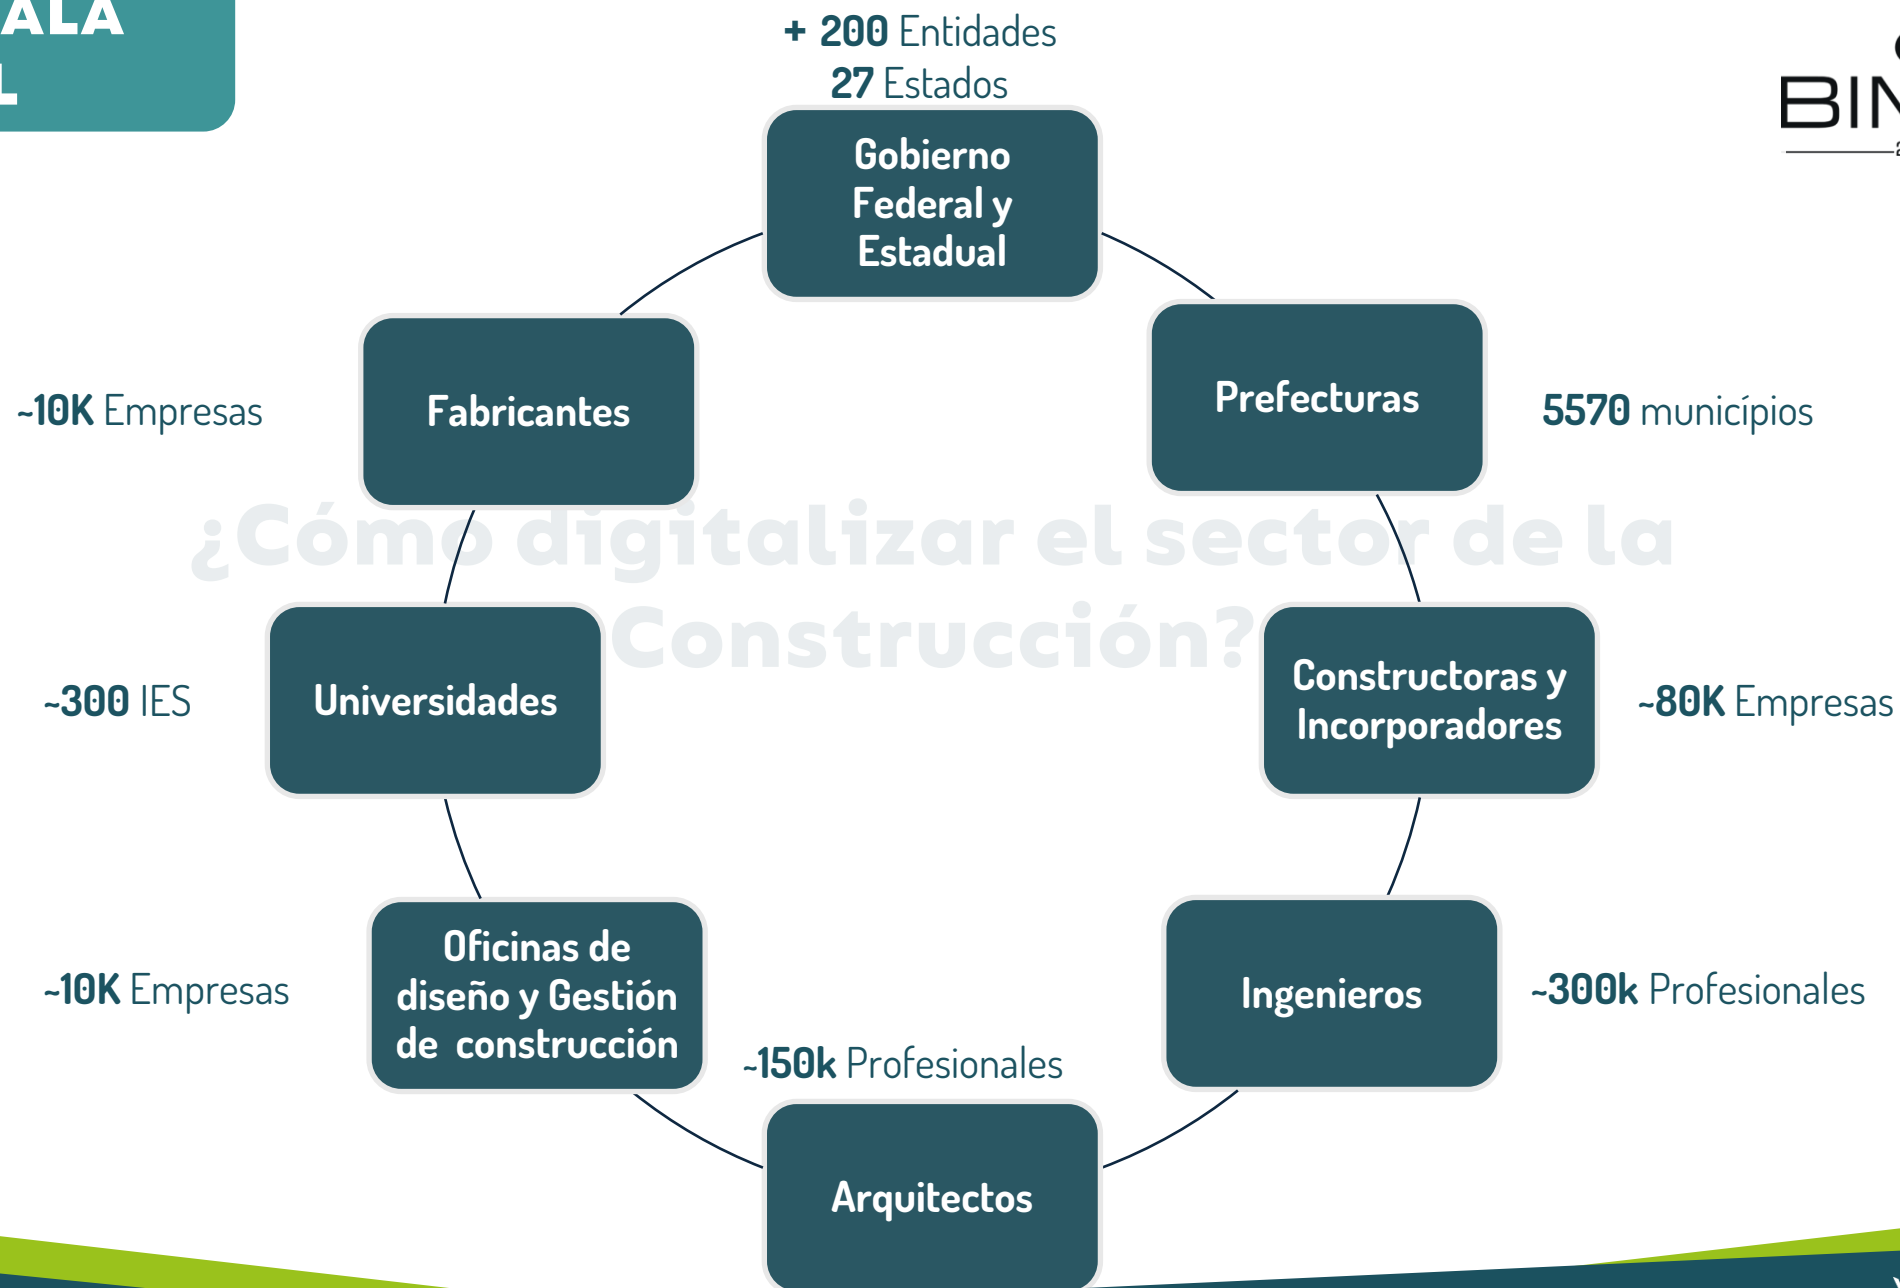 ALA
L
+ 200 Entidades
27 Estados
BIM
Gobierno
Federal y
Estadual
Fabricantes
~10K Empresas
Prefecturas
5570 municípios
¿Cómo digitalizar el sector de la
Construcción?
Universidades
~300 IES
Constructoras y
Incorporadores
~80K Empresas
Oficinas de
diseño y Gestión
de construcción
~10K Empresas
Ingenieros
~300k Profesionales
~150k Profesionales
Arquitectos